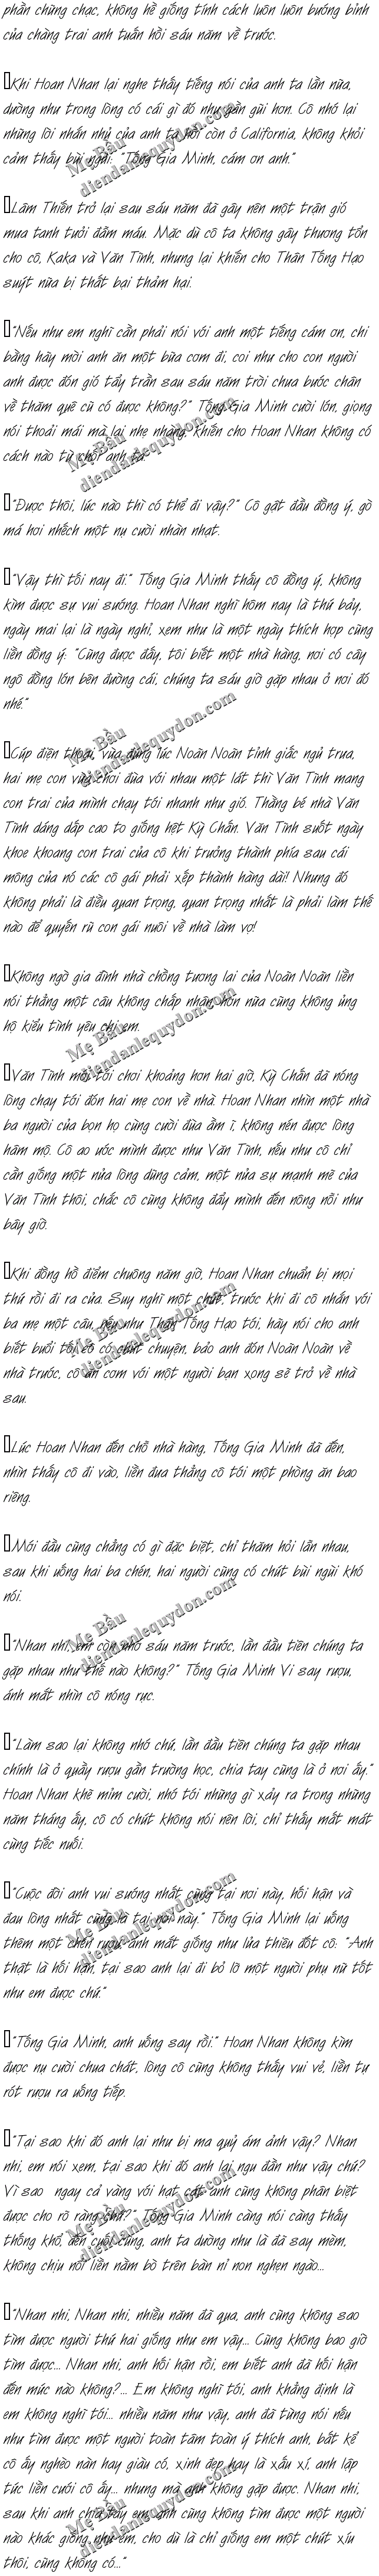 phần chững chạc, không hề giống tính cách luôn luôn bướng bỉnh
của chàng trai anh tuấn hồi sáu năm về trước.
Khi Hoan Nhan lại nghe thấy tiếng nói của anh ta lần nữa,
dường như trong lòng có cái gì đó như gần gũi hơn. Cô nhớ lại
những lời nhắn nhủ của anh ta hồi còn ở California, không khỏi
cảm thấy bùi ngùi: "Tống Gia Minh, cám ơn anh."
Mẹ Bầu
diendanlequydon.com
Lâm Thiến trở lại sau sáu năm đã gây nên một trận gió
mưa tanh tưởi đẫm máu. Mặc dù cô ta không gây thương tổn
cho cô, Kaka và Văn Tĩnh, nhưng lại khiến cho Thân Tống Hạo
suýt nữa bị thất bại thảm hại.
"Nếu như em nghĩ cần phải nói với anh một tiếng cám ơn, chi
bằng hãy mời anh ăn một bữa cơm đi, coi như cho con người
anh được đón gió tẩy trần sau sáu năm trời chưa bước chân
về thăm quê cũ có được không?" Tống Gia Minh cười lớn, giọng
nói thoải mái mà lại nhẹ nhàng, khiến cho Hoan Nhan không có
cách nào từ chối anh ta.
Mẹ Bầu
diendanlequydon.com
"Được thôi, lúc nào thì có thể đi vậy?" Cô gật đầu đồng ý, gò
má hơi nhếch một nụ cười nhàn nhạt.
"Vậy thì tối nay đi." Tống Gia Minh thấy cô đồng ý, không
kìm được sự vui sướng. Hoan Nhan nghĩ hôm nay là thứ bảy,
ngày mai lại là ngày nghỉ, xem như là một ngày thích hợp cũng
liền đồng ý: "Cũng được đấy, tôi biết một nhà hàng, nơi có cây
ngô đồng lớn bên đường cái, chúng ta sáu giờ gặp nhau ở nơi đó
nhé."
Mẹ Bầu
diendanlequydon.com
Cúp điện thoại, vừa đúng lúc Noãn Noãn tỉnh giấc ngủ trưa,
hai mẹ con vừa chơi đùa với nhau một lát thì Văn Tĩnh mang
con trai của mình chạy tới nhanh như gió. Thằng bé nhà Văn
Tĩnh dáng dấp cao to giống hệt Kỳ Chấn. Văn Tĩnh suốt ngày
khoe khoang con trai của cô khi trưởng thành phía sau cái
mông của nó các cô gái phải xếp thành hàng dài! Nhưng đó
không phải là điều quan trọng, quan trọng nhất là phải làm thế
nào để quyến rũ con gái nuôi về nhà làm vợ!
Không ngờ gia đình nhà chồng tương lai của Noãn Noãn liền
nói thẳng một câu không chấp nhận, hơn nữa cũng không ủng
hộ kiểu tình yêu chị em.
Mẹ Bầu
diendanlequydon.com
Văn Tĩnh mới tới chơi khoảng hơn hai giờ, Kỳ Chấn đã nóng
lòng chạy tới đón hai mẹ con về nhà. Hoan Nhan nhìn một nhà
ba người của bọn họ cùng cười đùa ầm ĩ, không nén được lòng
hâm mộ. Cô ao ước mình được như Văn Tĩnh, nếu như cô chỉ
cần giống một nửa lòng dũng cảm, một nửa sự mạnh mẽ của
Văn Tĩnh thôi, chắc cô cũng không đẩy mình đến nông nỗi như
bây giờ.
Khi đồng hồ điểm chuông năm giờ, Hoan Nhan chuẩn bị mọi
thứ rồi đi ra cửa. Suy nghĩ một chút, trước khi đi cô nhắn với
ba mẹ một câu, nếu như Thân Tống Hạo tới, hãy nói cho anh
biết buổi tối cô có chút chuyện, bảo anh đón Noãn Noãn về
nhà trước, cô ăn cơm với một người bạn xong sẽ trở về nhà
sau.
Mẹ Bầu
diendanlequydon.com
Lúc Hoan Nhan đến chỗ nhà hàng, Tống Gia Minh đã đến,
nhìn thấy cô đi vào, liền đưa thẳng cô tới một phòng ăn bao
riêng.
Mới đầu cũng chẳng có gì đặc biệt, chỉ thăm hỏi lẫn nhau,
sau khi uống hai ba chén, hai người cũng có chút bùi ngùi khó
nói.
Mẹ Bầu
diendanlequydon.com
"Nhan nhi, em còn nhớ sáu năm trước, lần đầu tiên chúng ta
gặp nhau như thế nào không?" Tống Gia Minh Vi say rượu,
ánh mắt nhìn cô nóng rực.
"Làm sao lại không nhớ chứ, lần đầu tiên chúng ta gặp nhau
chính là ở quầy rượu gần trường học, chia tay cũng là ở nơi ấy."
Hoan Nhan khẽ mỉm cười, nhớ tới những gì xảy ra trong những
năm tháng ấy, cô có chút không nói nên lời, chỉ thấy mất mát
cùng tiếc nuối.
"Cuộc đời anh vui sướng nhất cũng tại nơi này, hối hận và
đau lòng nhất cũng là tại nơi này." Tống Gia Minh lại uống
thêm một chén rượu, ánh mắt giống như lửa thiêu đốt cô: "Anh
thật là hối hận, tại sao anh lại đi bỏ lỡ một người phụ nữ tốt
như em được chứ."
Mẹ Bầu
diendanlequydon.com
"Tống Gia Minh, anh uống say rồi." Hoan Nhan không kìm
được nụ cười chua chát, lòng cô cũng không thấy vui vẻ, liền tự
rót rượu ra uống tiếp.
"Tại sao khi đó anh lại như bị ma quỷ ám ảnh vậy? Nhan
nhi, em nói xem, tại sao khi đó anh lại ngu đần như vậy chứ?
Vì sao ngay cả vàng với hạt cát anh cũng không phân biệt
được cho rõ ràng chứ?" Tống Gia Minh càng nói càng thấy
thống khổ, đến cuối cùng, anh ta dường như là đã say mèm,
không chịu nổi liền nằm bò trên bàn nỉ non nghẹn ngào...
Mẹ Bầu
diendanlequydon.com
"Nhan nhi, Nhan nhi, nhiều năm đã qua, anh cũng không sao
tìm được người thứ hai giống như em vậy... Cũng không bao giờ
tìm được... Nhan nhi, anh hối hận rồi, em biết anh đã hối hận
đến mức nào không?... Em không nghĩ tới, anh khẳng định là
em không nghĩ tới... nhiều năm như vậy, anh đã từng nói nếu
như tìm được một người toàn tâm toàn ý thích anh, bất kể
cô ấy nghèo nàn hay giàu có, xinh đẹp hay là xấu xí, anh lập
tức liền cưới cô ấy... nhưng mà anh không gặp được. Nhan nhi,
sau khi anh chia tay em, anh cũng không tìm được một người
nào khác giống như em, cho dù là chỉ giống em một chút xíu
thôi, cũng không có..."
Mẹ Bầu
diendanlequydon.com